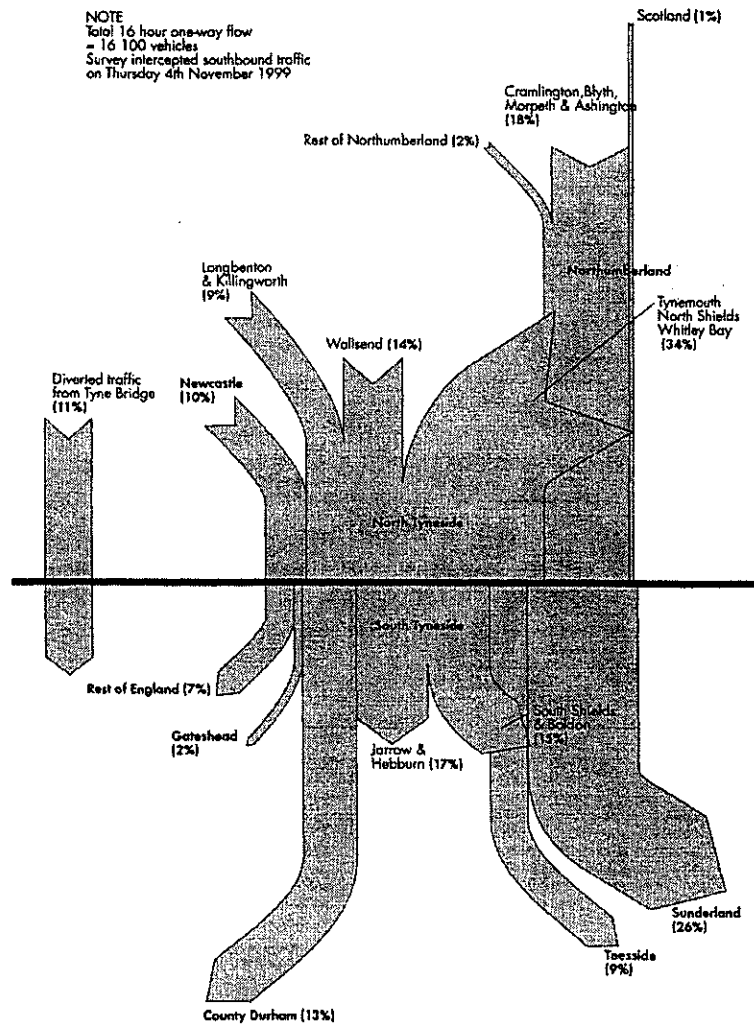 NOTE
Total 16 hour one-way flow
= 16 100 vehicles
Survey intercepted southbound traffic
on Thursday 4th November 1999
Scotland (1%)
Cramlington, Blyth,
Morpeth & Ashington
(18%)
Rest of Northumberland (2%)
Northumberland
Longbenton
& Killingworth
(9%)
Tynemouth
North Shields
Whitley Bay
(34%)
Wallsend (14%)
Diverted traffic
from Tyne Bridge
(11%)
Newcastle
(10%)
North Tyneside
South Tyneside
Rest of England (7%)
Gateshead
(2%)
South Shields
& Boldon
(15%)
Jarrow &
Hebburn (17%)
Sunderland
(26%)
Teesside
(9%)
County Durham (13%)